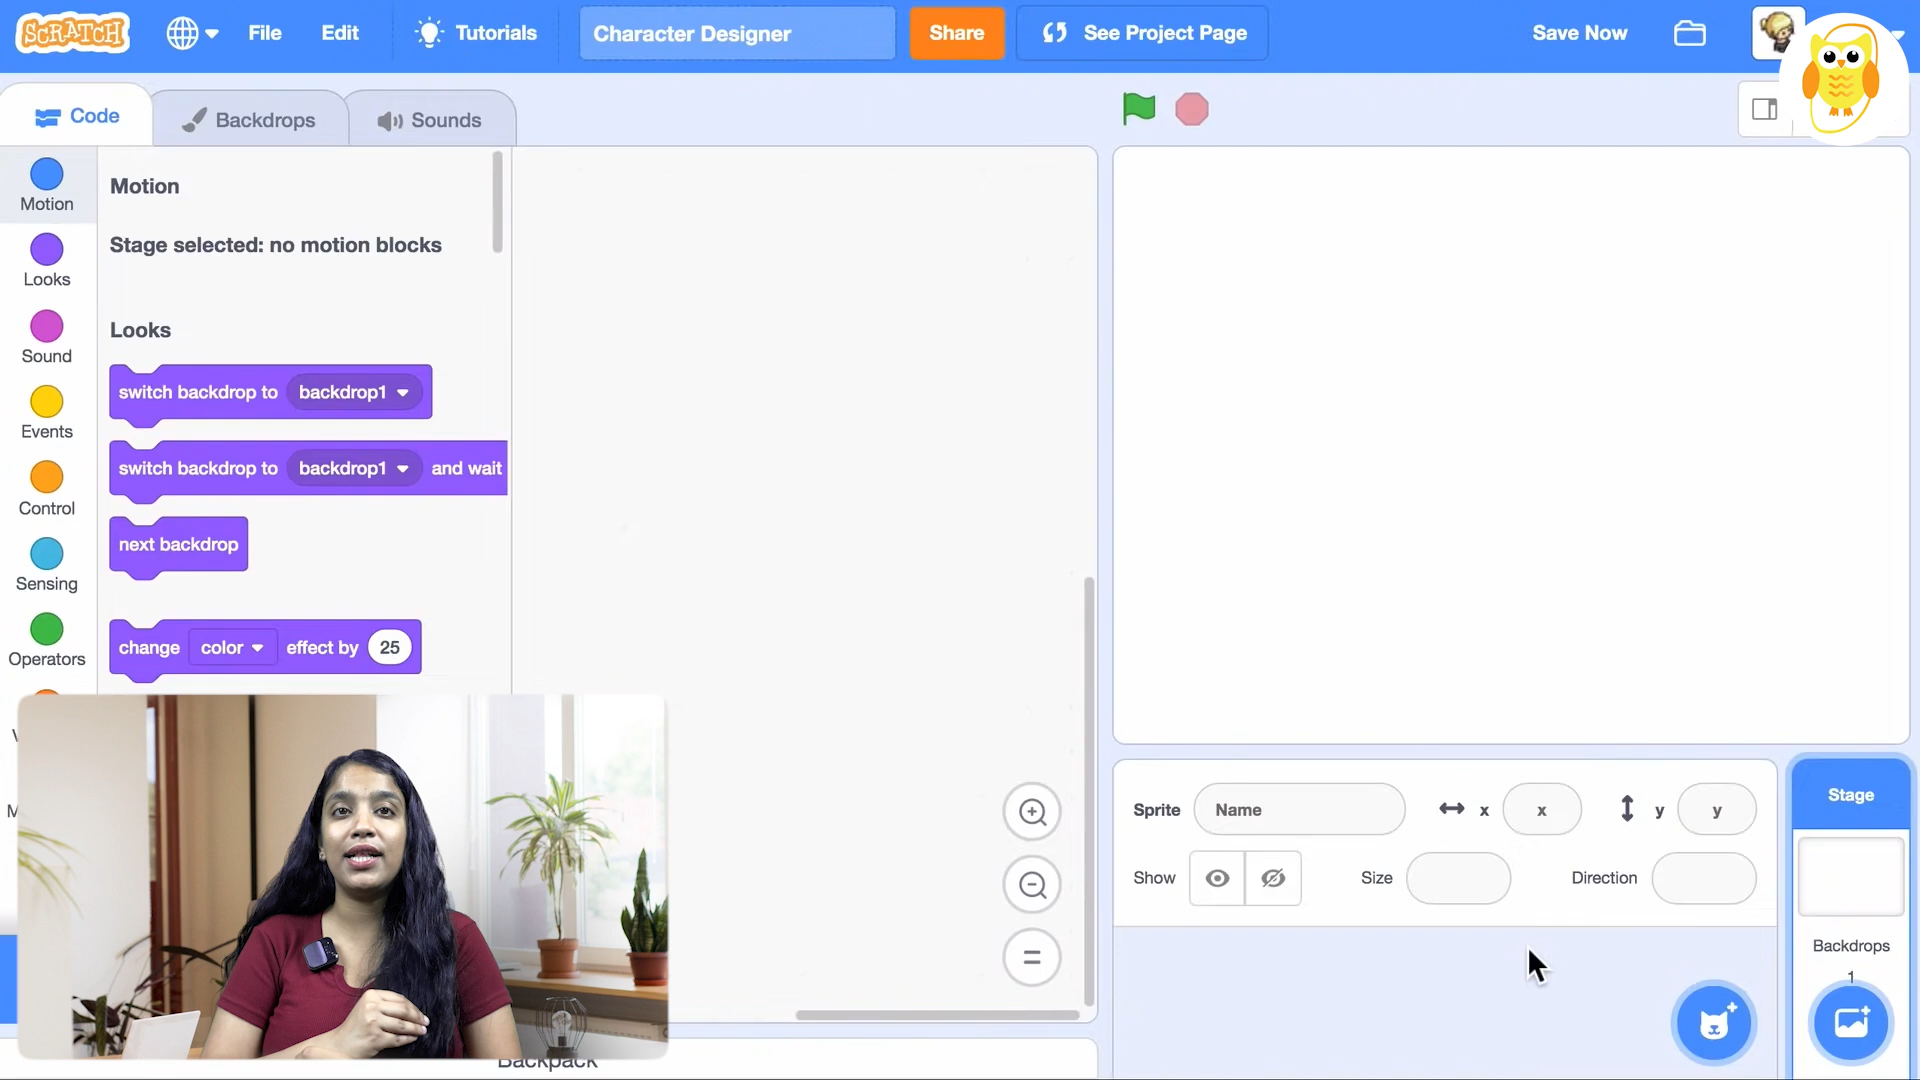 SCRATCH
File
Edit
Tutorials
Character Designer
Share
See Project Page
Save Now
Code
Backdrops
Sounds
Motion
Looks
Sound
Events
Control
Sensing
Operators
Motion
Stage selected: no motion blocks
Looks
switch backdrop to backdrop1
switch backdrop to backdrop1 and wait
next backdrop
change color effect by 25
Backpack
Sprite Name x x y y
Show Size Direction
Stage
Backdrops
1